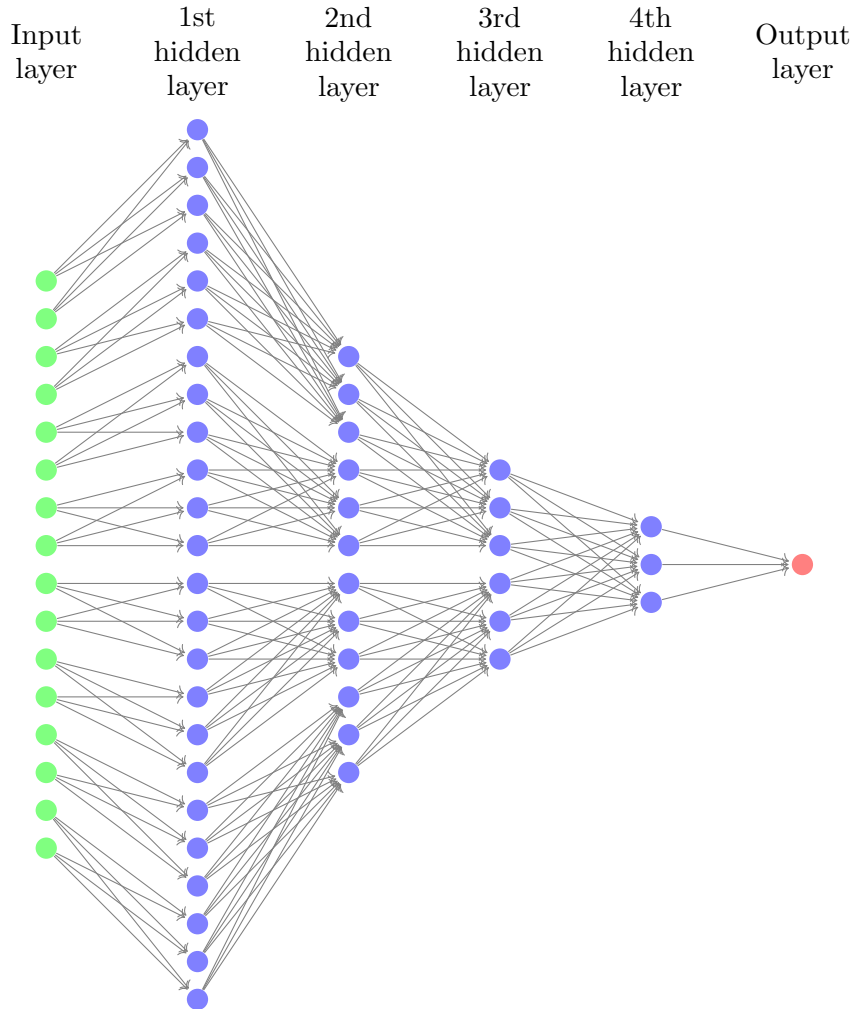 Input
layer
1st
hidden
layer
2nd
hidden
layer
3rd
hidden
layer
4th
hidden
layer
Output
layer